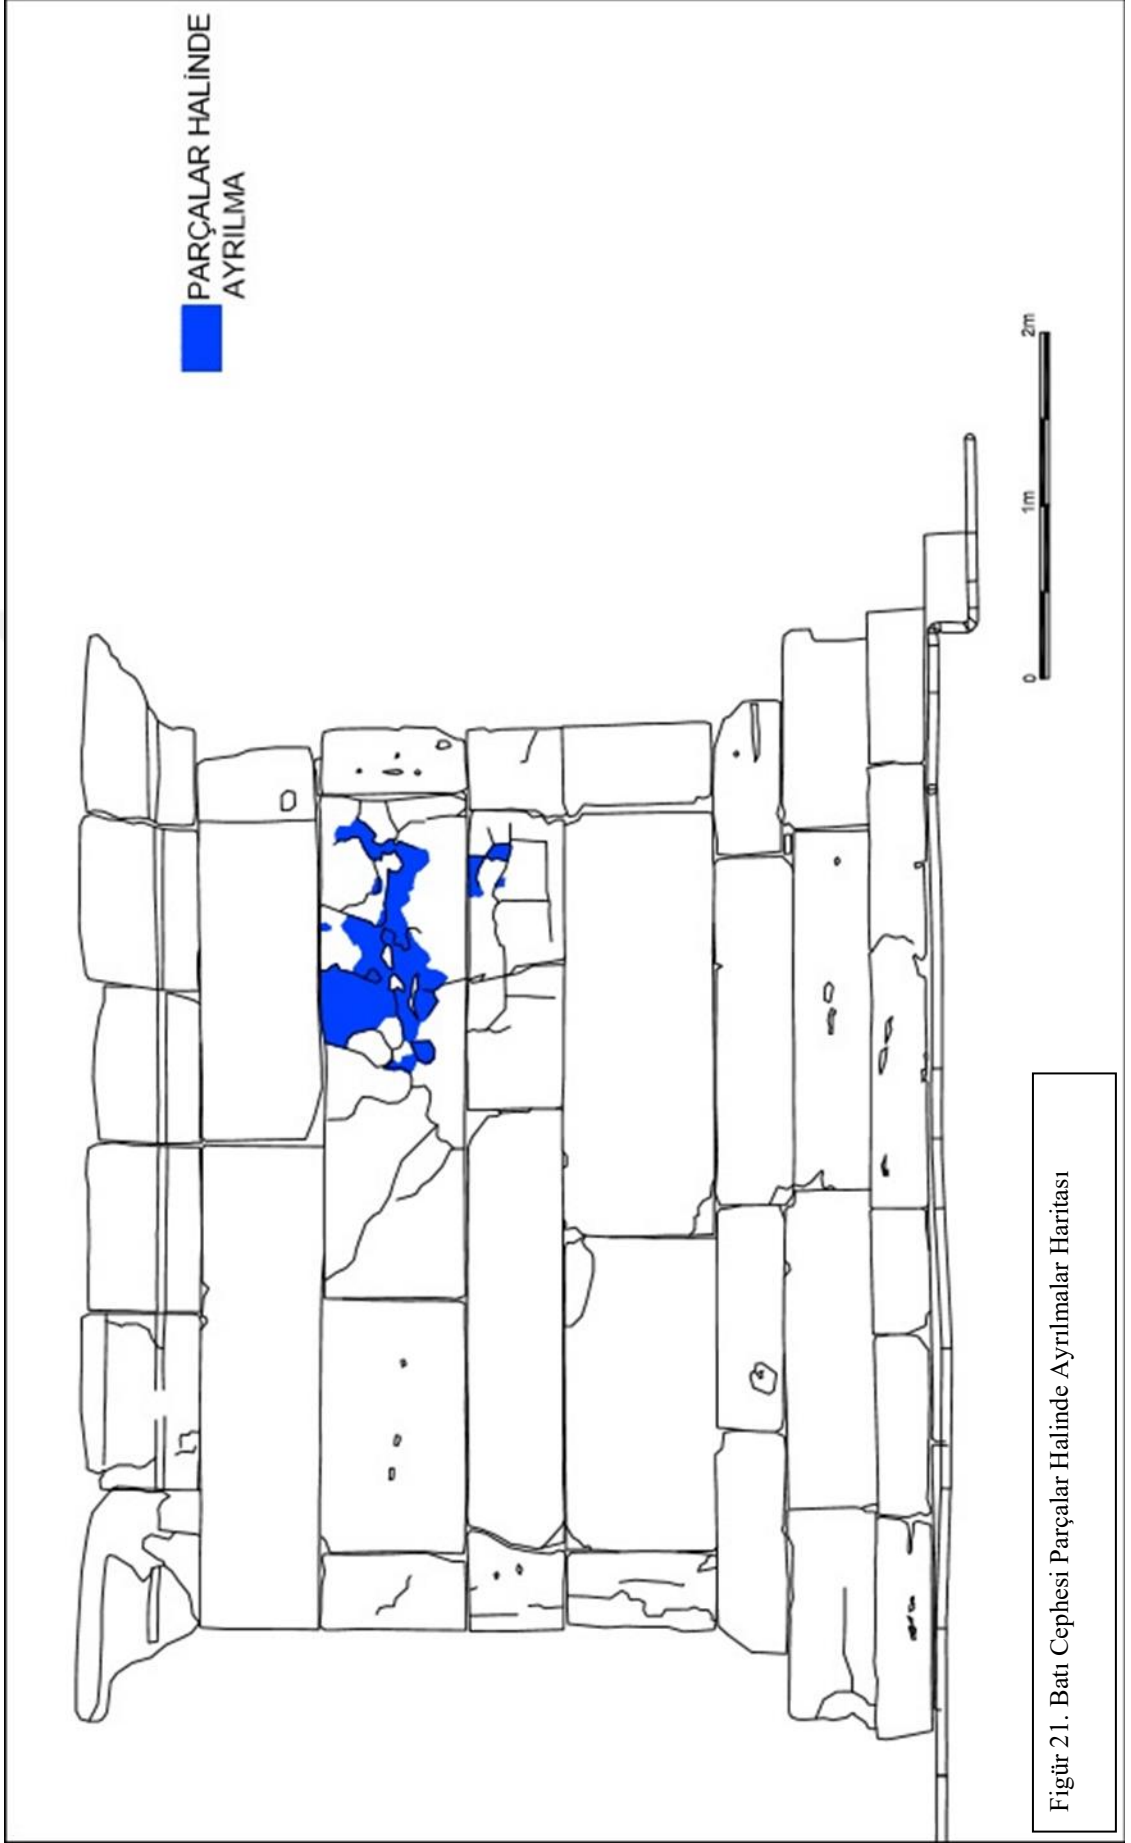 PARÇALAR HALİNDE
AYRILMA
0
1m
2m
Figür 21. Batı Cephesi Parçalar Halinde Ayrılmalar Haritası